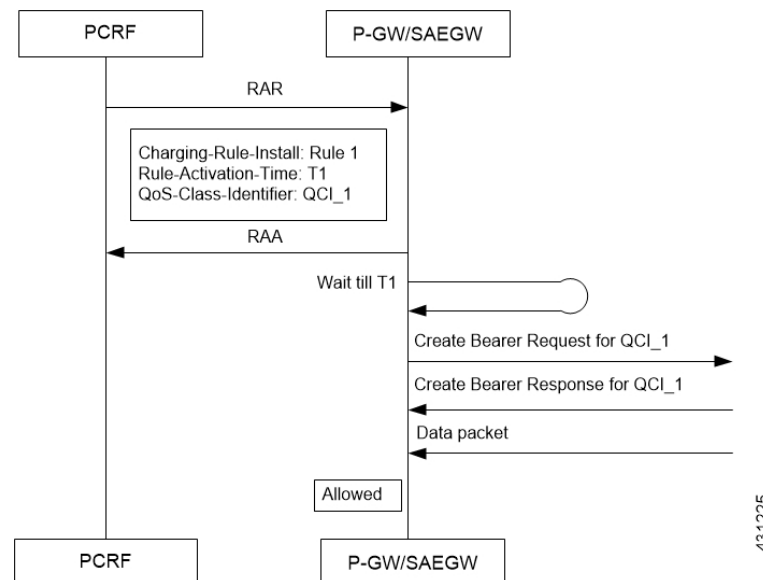 PCRF
P-GW/SAEGW
RAR
Charging-Rule-Install: Rule 1
Rule-Activation-Time: T1
QoS-Class-Identifier: QCI_1
RAA
Wait till T1
Create Bearer Request for QCI_1
Create Bearer Response for QCI_1
Data packet
Allowed
PCRF
P-GW/SAEGW
431225